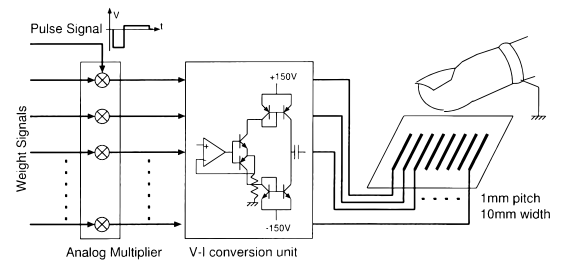 V
Pulse Signal
t
+150V
Weight Signals
+
-
-150V
1mm pitch
10mm width
Analog Multiplier
V-I conversion unit